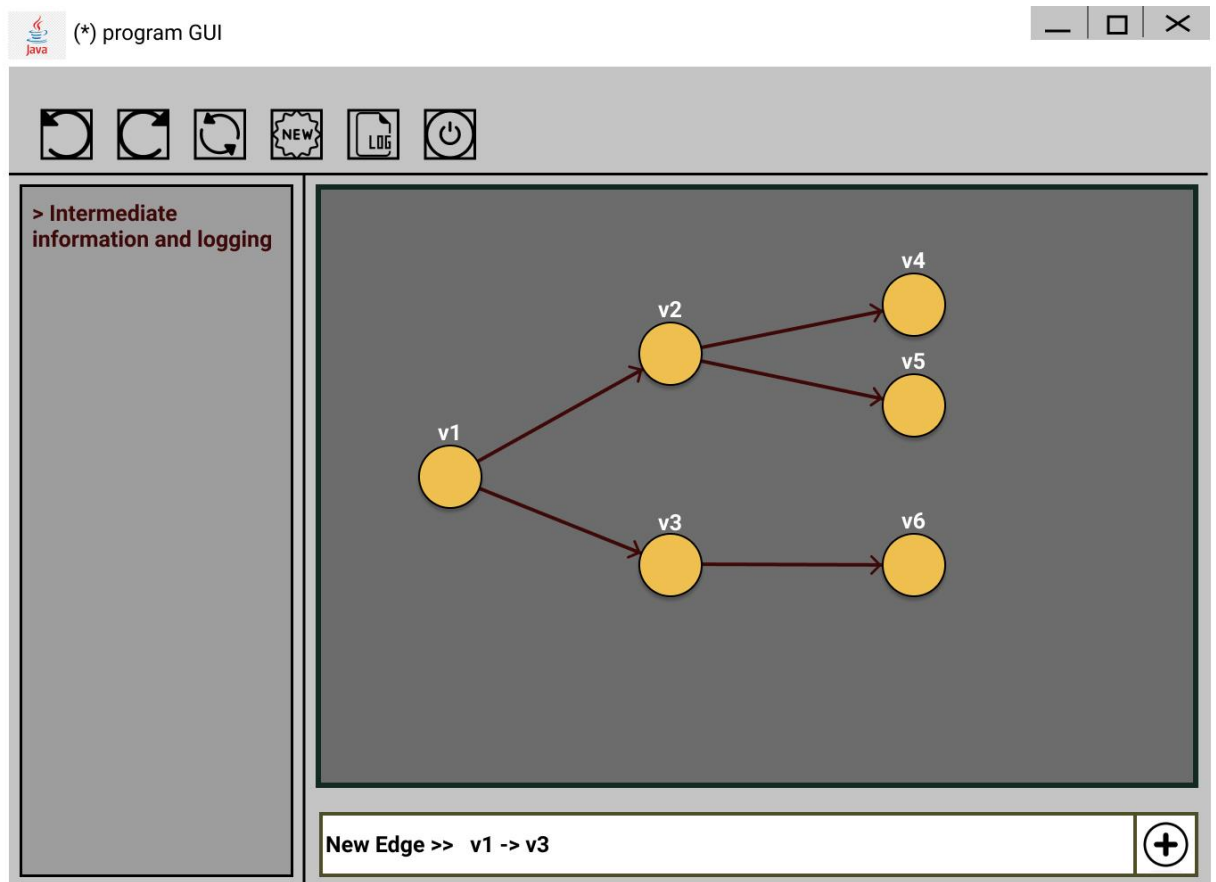 Java
(*) program GUI
NEW
LOG
> Intermediate
information and logging
v4
v2
v5
v1
v3
v6
New Edge >> v1 -> v3